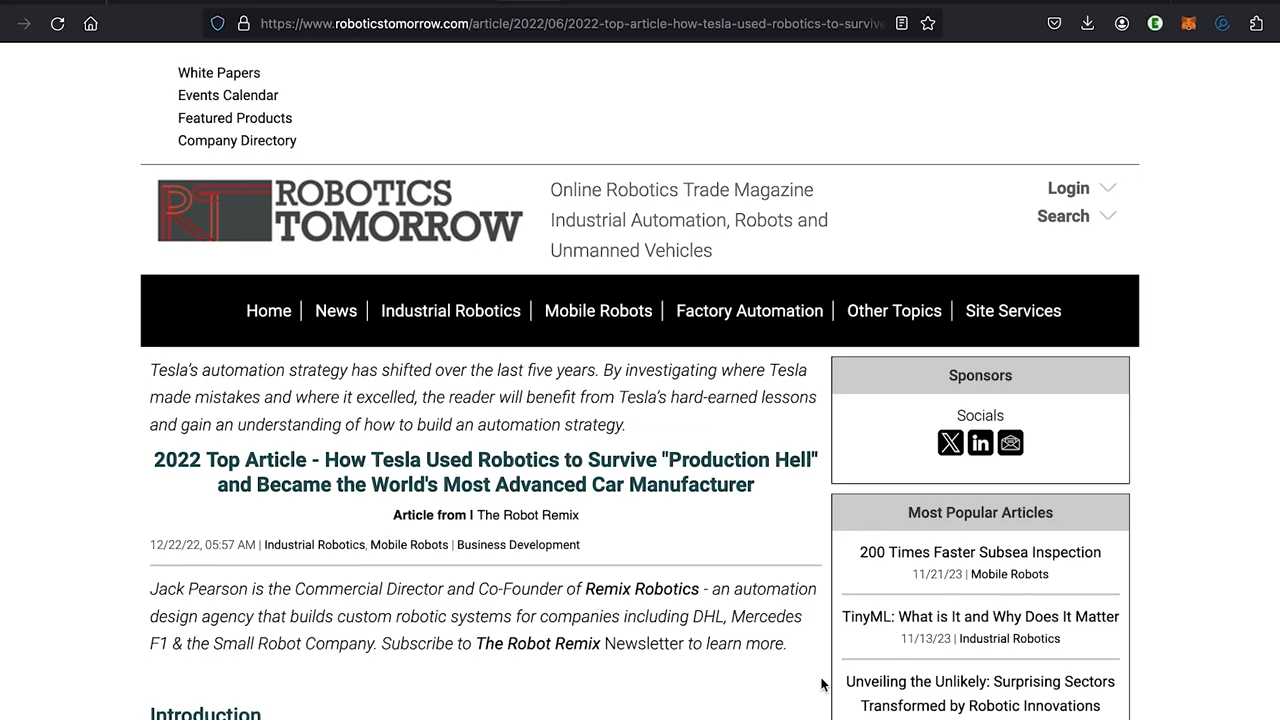 https://www.roboticstomorrow.com/article/2022/06/2022-top-article-how-tesla-used-robotics-to-survive
White Papers
Events Calendar
Featured Products
Company Directory
RT ROBOTICS TOMORROW
Online Robotics Trade Magazine
Industrial Automation, Robots and
Unmanned Vehicles
Login
Search
Home | News | Industrial Robotics | Mobile Robots | Factory Automation | Other Topics | Site Services
Tesla's automation strategy has shifted over the last five years. By investigating where Tesla
made mistakes and where it excelled, the reader will benefit from Tesla's hard-earned lessons
and gain an understanding of how to build an automation strategy.
2022 Top Article - How Tesla Used Robotics to Survive "Production Hell"
and Became the World's Most Advanced Car Manufacturer
Article from | The Robot Remix
12/22/22, 05:57 AM | Industrial Robotics, Mobile Robots | Business Development
Jack Pearson is the Commercial Director and Co-Founder of Remix Robotics - an automation
design agency that builds custom robotic systems for companies including DHL, Mercedes
F1 & the Small Robot Company. Subscribe to The Robot Remix Newsletter to learn more.
Introduction
Sponsors
Socials
Most Popular Articles
200 Times Faster Subsea Inspection
11/21/23 | Mobile Robots
TinyML: What is It and Why Does It Matter
11/13/23 | Industrial Robotics
Unveiling the Unlikely: Surprising Sectors
Transformed by Robotic Innovations